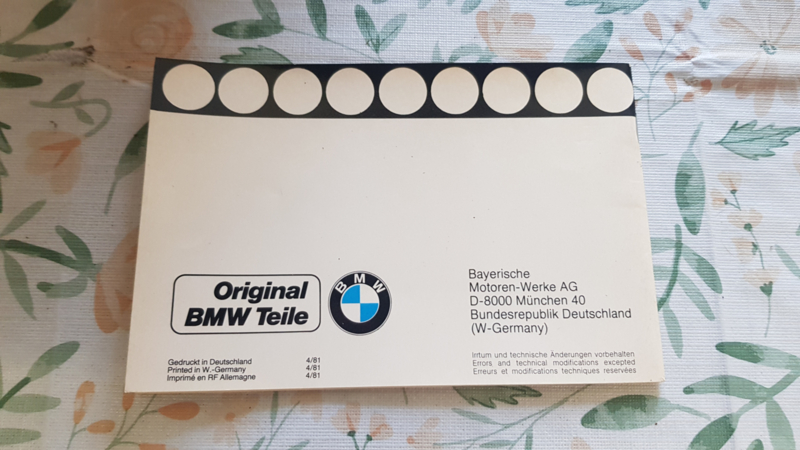 Original
BMW Teile
BMW
Bayerische
Motoren-Werke AG
D-8000 München 40
Bundesrepublik Deutschland
(W-Germany)
Gedruckt in Deutschland 4/81
Printed in W.-Germany 4/81
Imprimé en RF Allemagne 4/81
Irrtum und technische Änderungen vorbehalten
Errors and technical modifications excepted
Erreurs et modifications techniques reservées